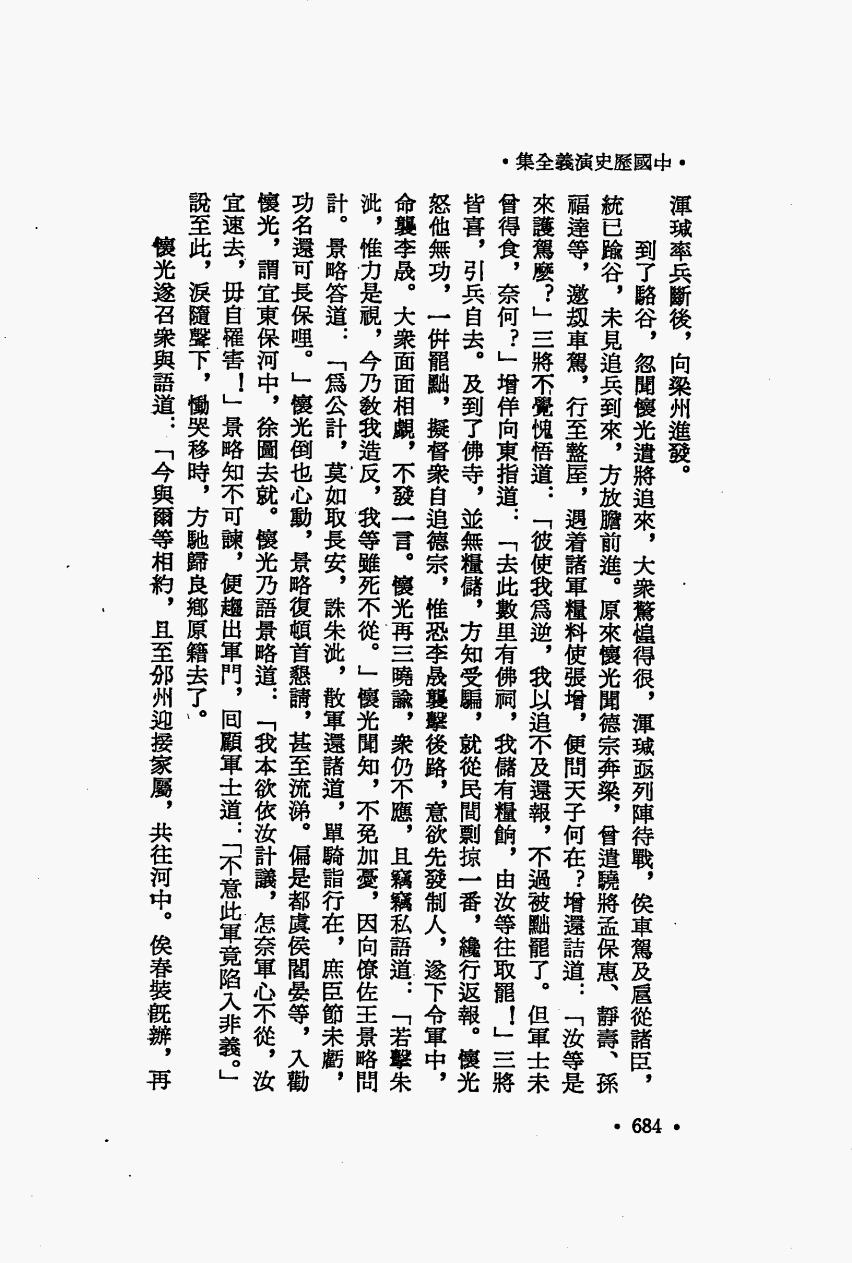 •中國歷史演義全集•
渾瑊率兵斷後，向梁州進發。
到了駱谷，忽聞懷光遣將追來，大衆驚惶得很，渾瑊亟列陣待戰，俟車駕及扈從諸臣，
統已踰谷，未見追兵到來，方放膽前進。原來懷光聞德宗奔梁，曾遣驍將孟保惠、靜壽、孫
福達等，邀刼車駕，行至盩厔，遇着諸軍糧料使張增，便問天子何在？增還詰道：「汝等是
來護駕麼？」三將不覺愧悟道：「彼使我爲逆，我以追不及還報，不過被黜罷了。但軍士未
曾得食，奈何？」增佯向東指道：「去此數里有佛祠，我儲有糧餉，由汝等往取罷！」三將
皆喜，引兵自去。及到了佛寺，並無糧儲，方知受騙，就從民間剽掠一番，纔行返報。懷光
怒他無功，一併罷黜，擬督衆自追德宗，惟恐李晟襲擊後路，意欲先發制人，遂下令軍中，
命襲李晟。大衆面面相覷，不發一言。懷光再三曉諭，衆仍不應，且竊竊私語道：「若擊朱
泚，惟力是視，今乃敎我造反，我等雖死不從。」懷光聞知，不免加憂，因向僚佐王景略問
計。景略答道：「爲公計，莫如取長安，誅朱泚，散軍還諸道，單騎詣行在，庶臣節未虧，
功名還可長保哩。」懷光倒也心動，景略復頓首懇請，甚至流涕。偏是都虞侯閻晏等，入勸
懷光，謂宜東保河中，徐圖去就。懷光乃語景略道：「我本欲依汝計議，怎奈軍心不從，汝
宜速去，毋自罹害！」景略知不可諫，便趨出軍門，囘顧軍士道：「不意此軍竟陷入非義。」
說至此，淚隨聲下，慟哭移時，方馳歸良鄕原籍去了。
懷光遂召衆與語道：「今與爾等相約，且至邠州迎接家屬，共往河中。俟春裝旣辦，再
•684•